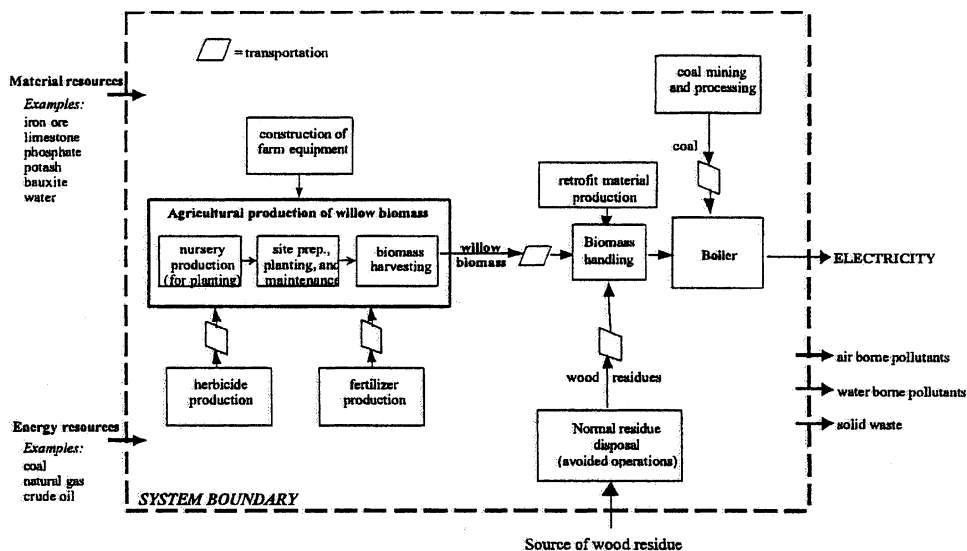 = transportation
Material resources
Examples:
iron ore
limestone
phosphate
potash
bauxite
water
coal mining
and processing
construction of
farm equipment
coal
retrofit material
production
Agricultural production of willow biomass
nursery
production
(for planting)
site prep.,
planting, and
maintenance
biomass
harvesting
willow
biomass
Biomass
handling
Boiler
ELECTRICITY
herbicide
production
fertilizer
production
wood residues
air borne pollutants
water borne pollutants
solid waste
Normal residue
disposal
(avoided operations)
Energy resources
Examples:
coal
natural gas
crude oil
SYSTEM BOUNDARY
Source of wood residue